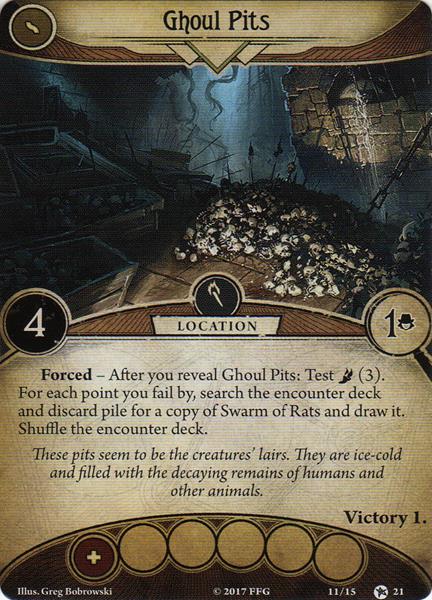 Ghoul Pits
4
LOCATION
1
Forced – After you reveal Ghoul Pits: Test (3).
For each point you fail by, search the encounter deck
and discard pile for a copy of Swarm of Rats and draw it.
Shuffle the encounter deck.
These pits seem to be the creatures' lairs. They are ice-cold
and filled with the decaying remains of humans and
other animals.
Victory 1.
Illus. Greg Bobrowski © 2017 FFG 11/15 21